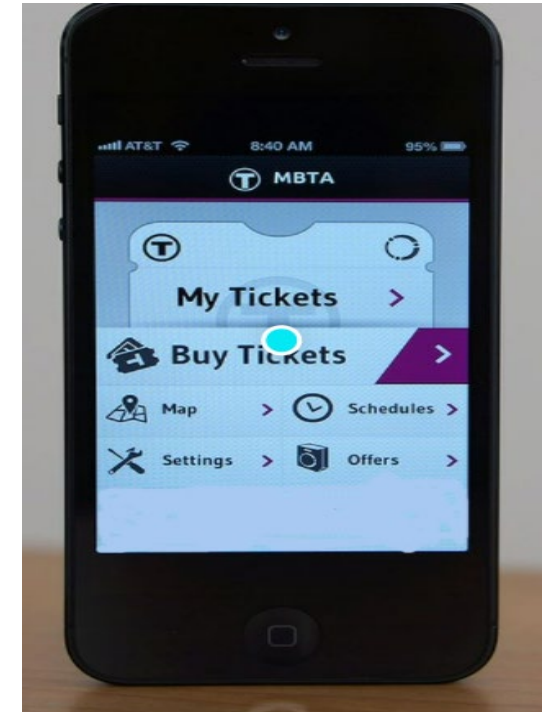 AT&T 8:40 AM 95%
T MBTA
T
My Tickets >
Buy Tickets >
Map > Schedules >
Settings > Offers >